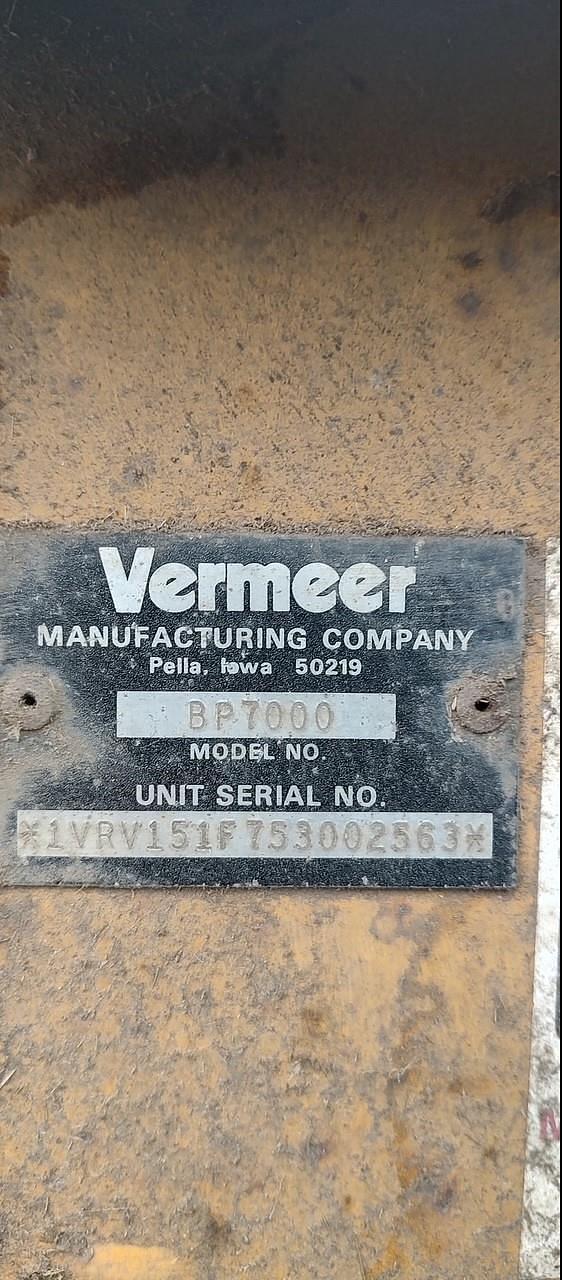 Vermeer
MANUFACTURING COMPANY
Pella, Iowa 50219
BP7000
MODEL NO.
UNIT SERIAL NO.
*1VRV151F753002563*